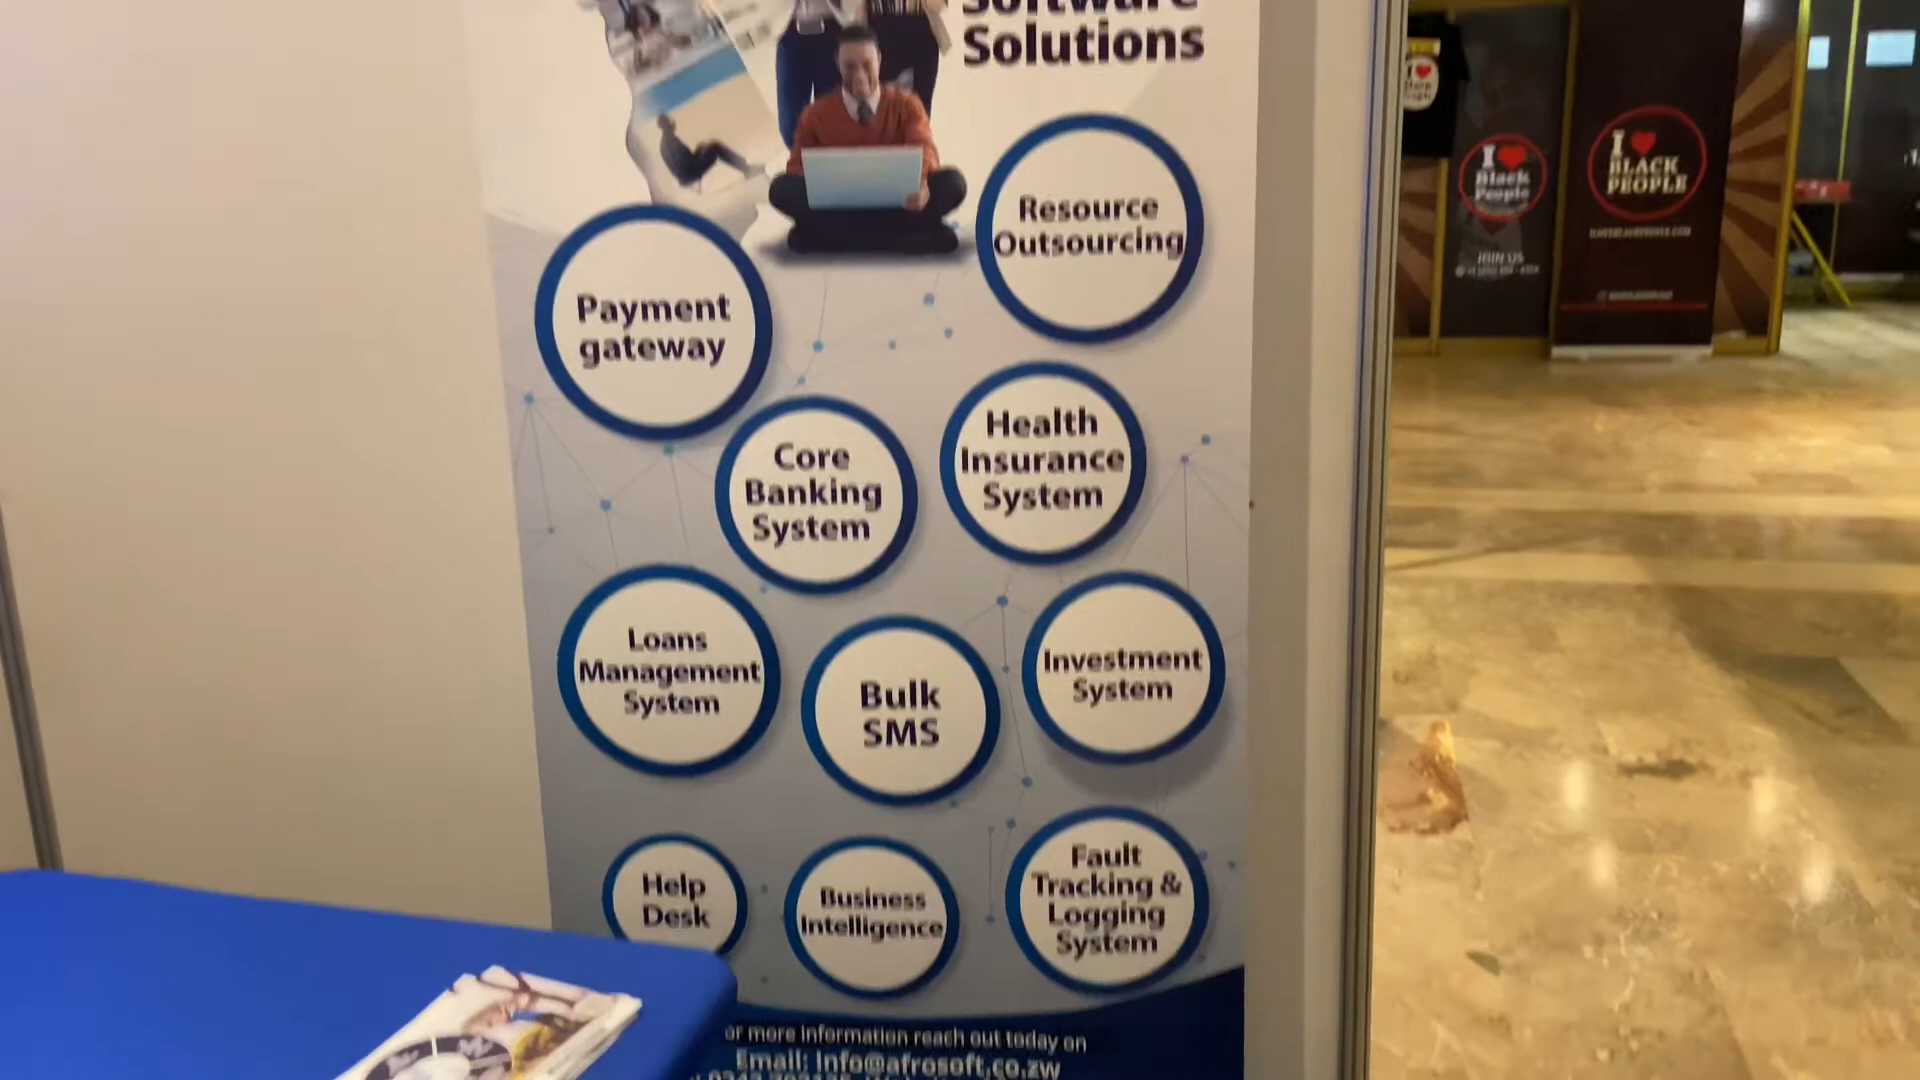 Software
Solutions
Resource
Outsourcing
Payment
gateway
Health
Insurance
System
Core
Banking
System
Loans
Management
System
Bulk
SMS
Investment
System
Help
Desk
Business
Intelligence
Fault
Tracking &
Logging
System
or more information reach out today on
Email: Info@afrosoft.co.zw
I ❤
Black
People
JOIN US
I ❤
BLACK
PEOPLE